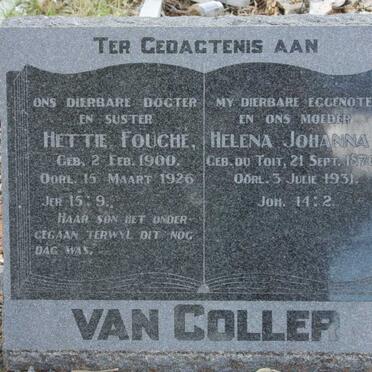 TER GEDAGTENIS AAN
ONS DIERBARE DOGTER
EN SUSTER
HETTIE FOUCHE,
GEB. 2 FEB. 1900.
OORL. 15 MAART 1926
JER 15:9.,
HAAR SON HET ONDER-
GEGAAN TERWYL DIT NOG
DAG WAS.—
MY DIERBARE EGGENOTE
EN ONS MOEDER
HELENA JOHANNA
GEB. DU TOIT, 21 SEPT.
OORL. 3 JULIE 1931.
JOH. 14:2.
VAN COLLER